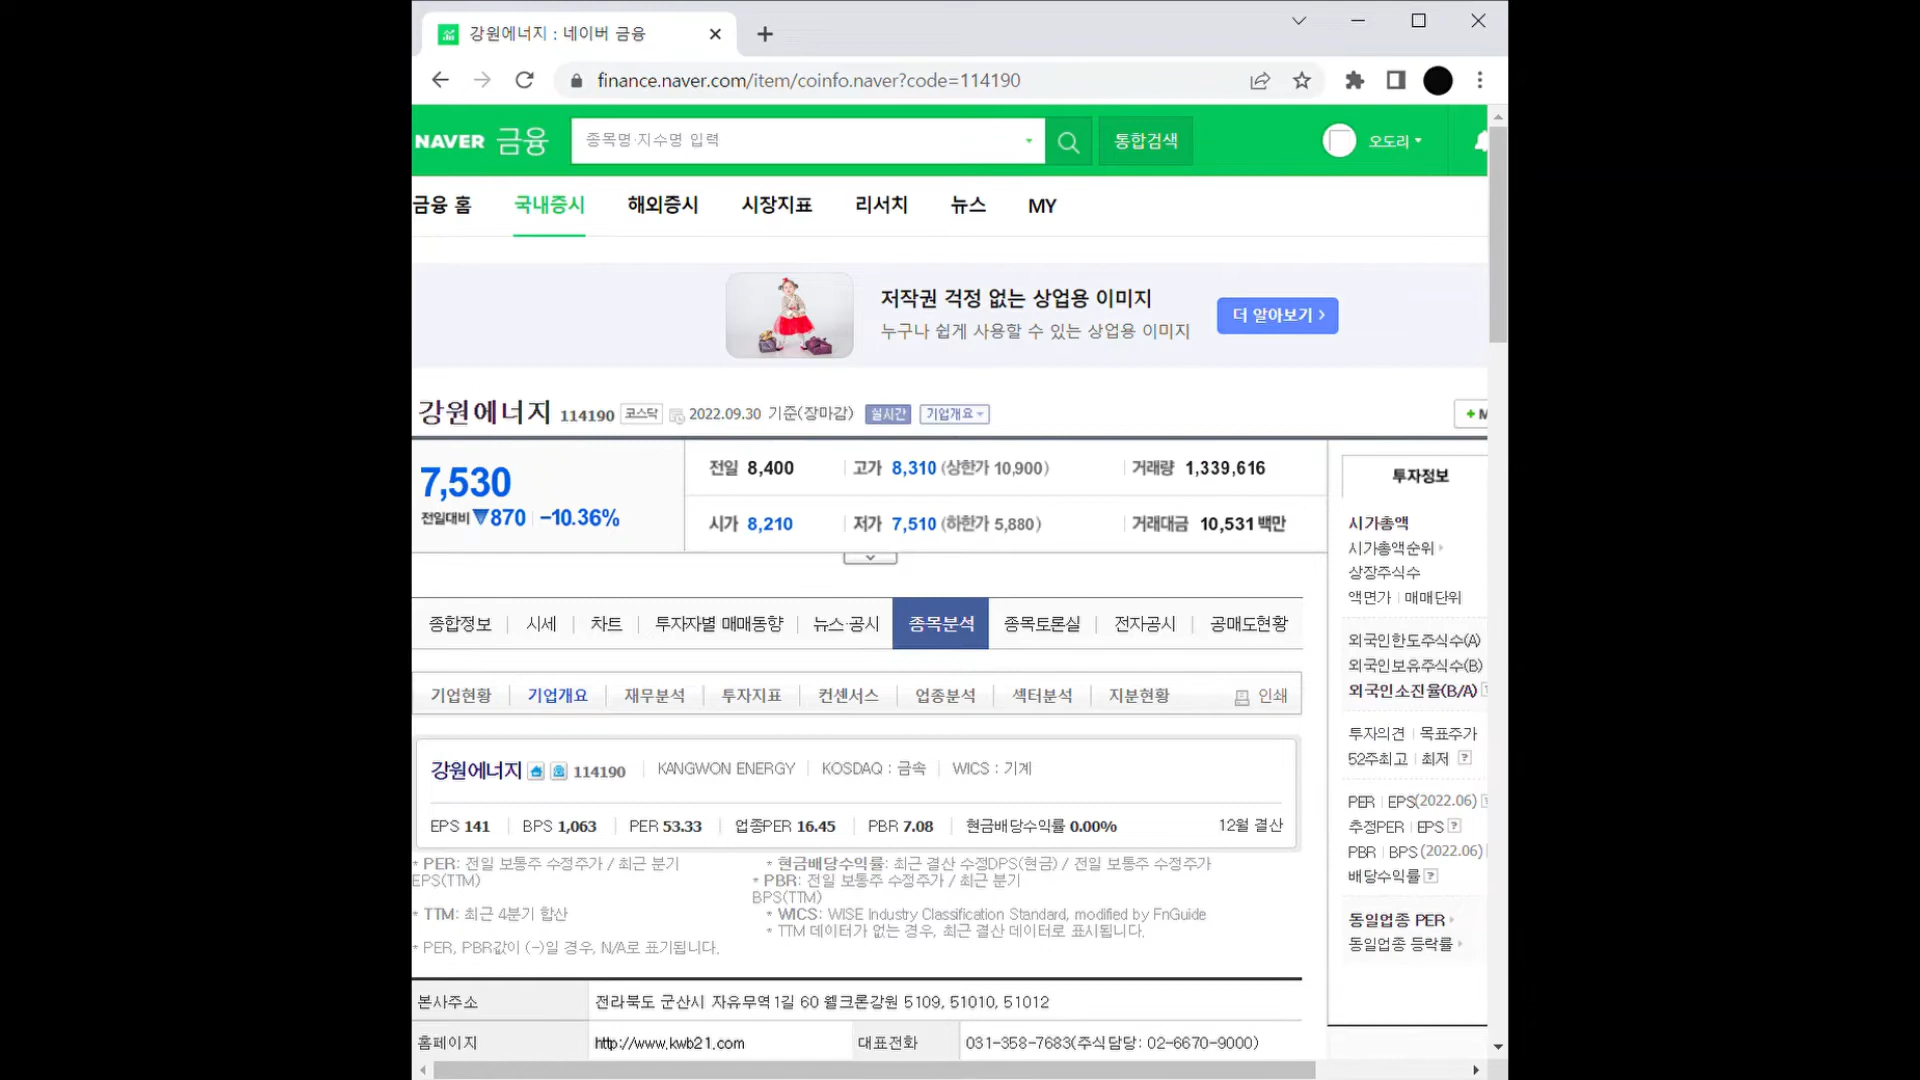 강원에너지 : 네이버 금융
finance.naver.com/item/coinfo.naver?code=114190
NAVER 금융 종목명·지수명 입력 통합검색 오도리
금융 홈 국내증시 해외증시 시장지표 리서치 뉴스 MY
저작권 걱정 없는 상업용 이미지
누구나 쉽게 사용할 수 있는 상업용 이미지
더 알아보기 >
강원에너지 114190 코스닥 2022.09.30 기준(장마감) 실시간 기업개요
7,530
전일대비 ▼870 -10.36%
전일 8,400 고가 8,310 (상한가 10,900) 거래량 1,339,616
시가 8,210 저가 7,510 (하한가 5,880) 거래대금 10,531 백만
종합정보 시세 차트 투자자별 매매동향 뉴스·공시 종목분석 종목토론실 전자공시 공매도현황
기업현황 기업개요 재무분석 투자지표 컨센서스 업종분석 섹터분석 지분현황 인쇄
강원에너지 114190 KANGWON ENERGY KOSDAQ : 금속 WICS : 기계
EPS 141 BPS 1,063 PER 53.33 업종PER 16.45 PBR 7.08 현금배당수익률 0.00% 12월 결산
* PER: 전일 보통주 수정주가 / 최근 분기
EPS(TTM)
* TTM: 최근 4분기 합산
* PER, PBR값이 (-)일 경우, N/A로 표기됩니다.
* 현금배당수익률: 최근 결산 수정DPS(현금) / 전일 보통주 수정주가
* PBR: 전일 보통주 수정주가 / 최근 분기
BPS(TTM)
* WICS: WISE Industry Classification Standard, modified by FnGuide
* TTM 데이터가 없는 경우, 최근 결산 데이터로 표시됩니다.
본사주소 전라북도 군산시 자유무역1길 60 웰크론강원 5109, 51010, 51012
홈페이지 http://www.kwb21.com 대표전화 031-358-7683(주식담당: 02-6670-9000)
+ M
투자정보
시가총액
시가총액순위
상장주식수
액면가 매매단위
외국인한도주식수(A)
외국인보유주식수(B)
외국인소진율(B/A)
투자의견 목표주가
52주최고 최저 ?
PER EPS(2022.06)
추정PER EPS ?
PBR BPS (2022.06)
배당수익률 ?
동일업종 PER
동일업종 등락률